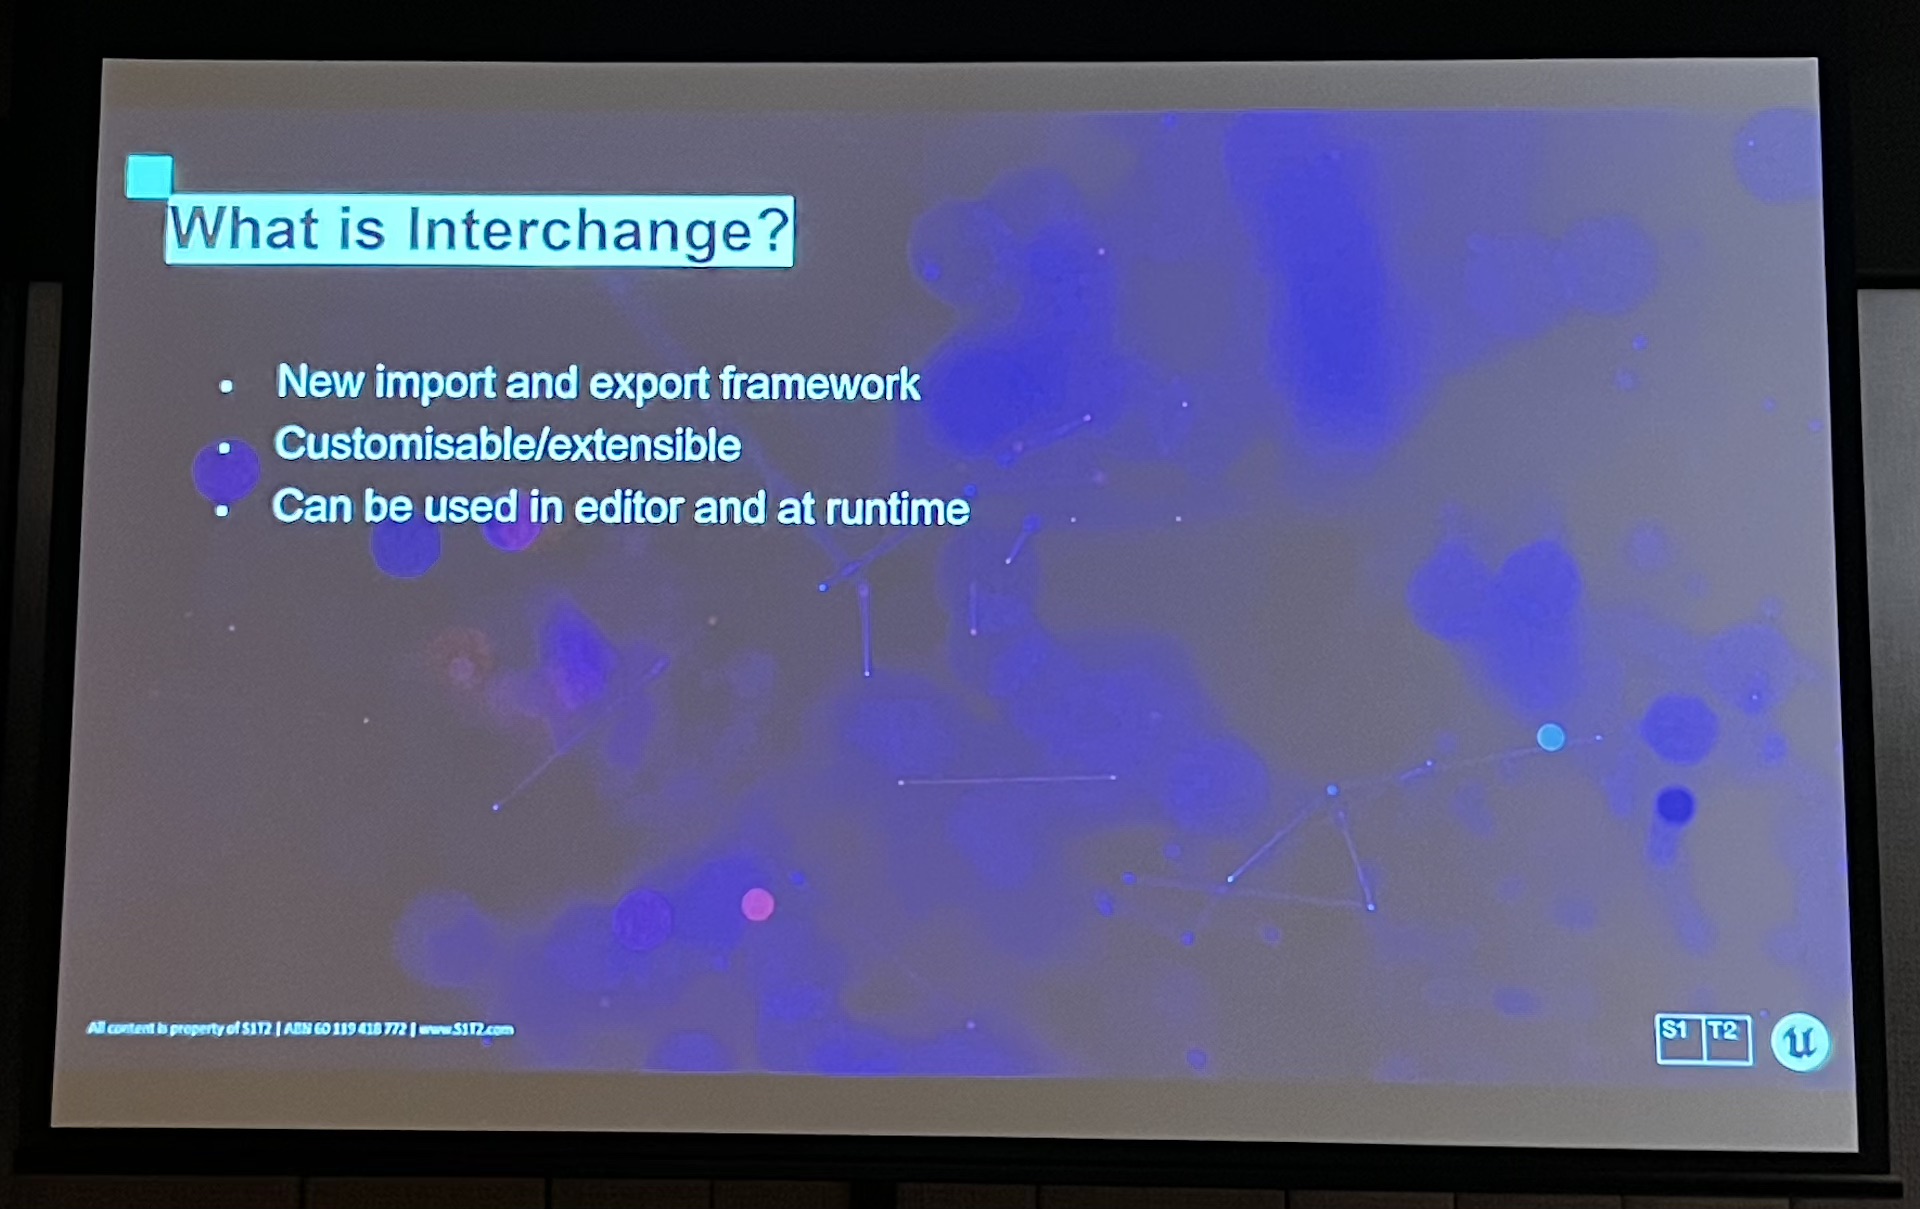 What is Interchange?
• New import and export framework
• Customisable/extensible
• Can be used in editor and at runtime
All content is property of S1T2 | ABN 60 119 418 772 | www.S1T2.com
S1 T2